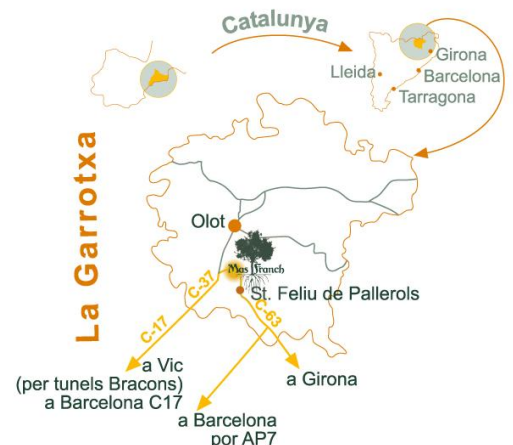 Catalunya
Girona
Lleida
Barcelona
Tarragona
La Garrotxa
Olot
Mas Branch
St. Feliu de Pallerols
C-37
C-63
C-17
a Vic
(per tunels Bracons)
a Barcelona C17
a Girona
a Barcelona
por AP7